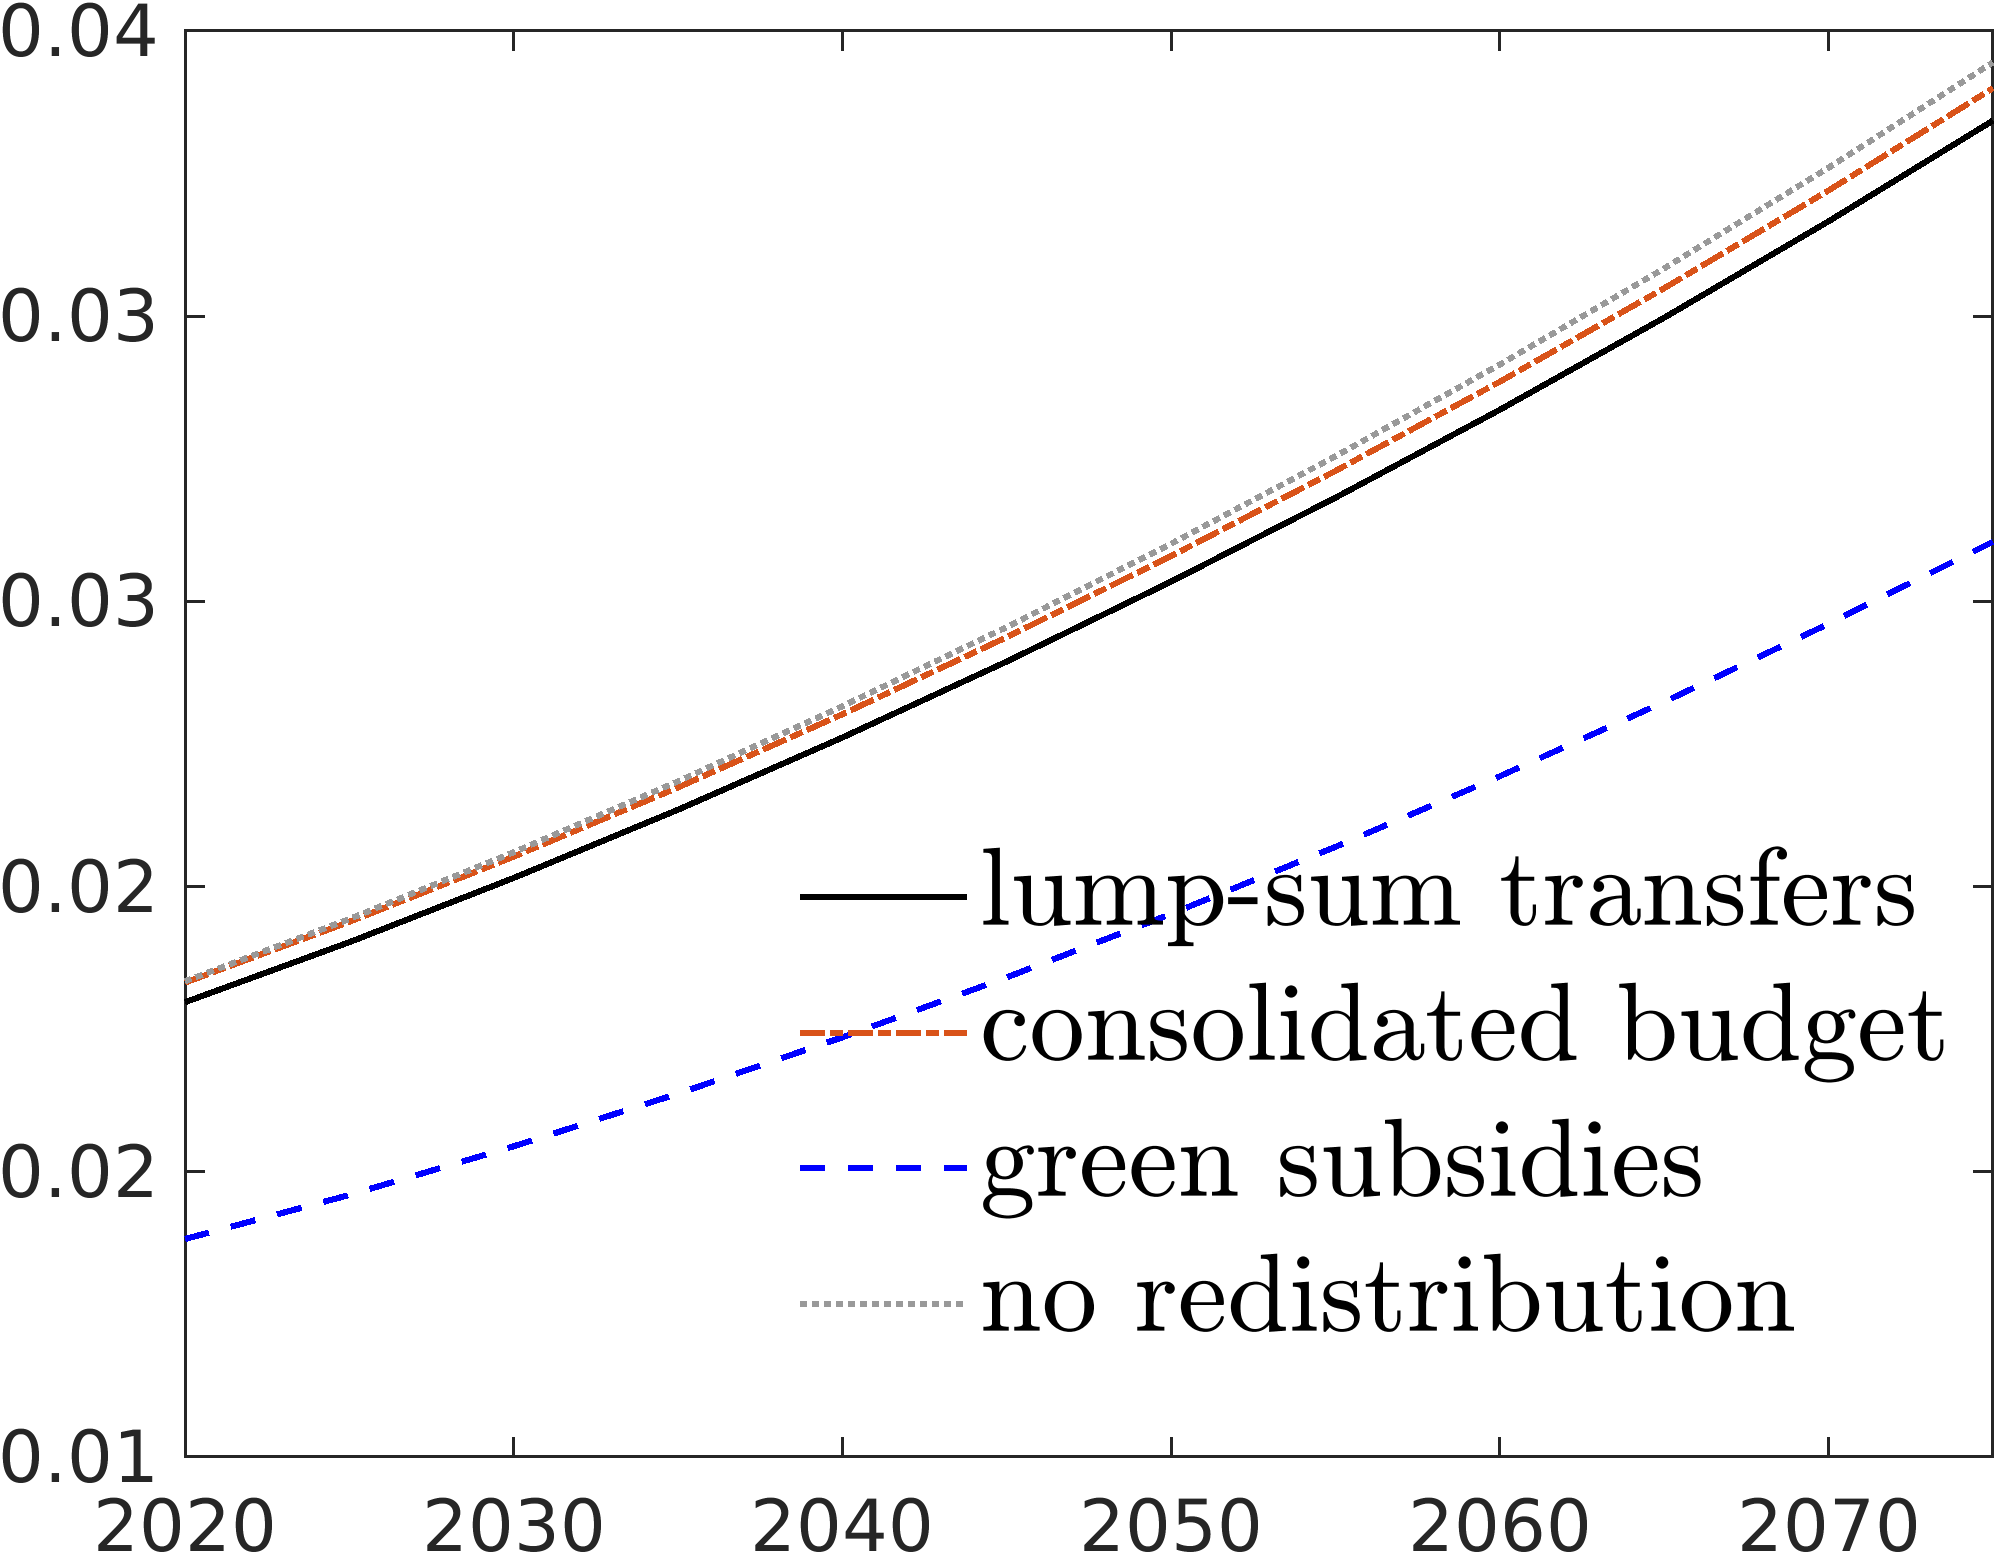 0.04
0.03
0.03
0.02
0.02
0.01
2020 2030 2040 2050 2060 2070
lump-sum transfers
consolidated budget
green subsidies
no redistribution